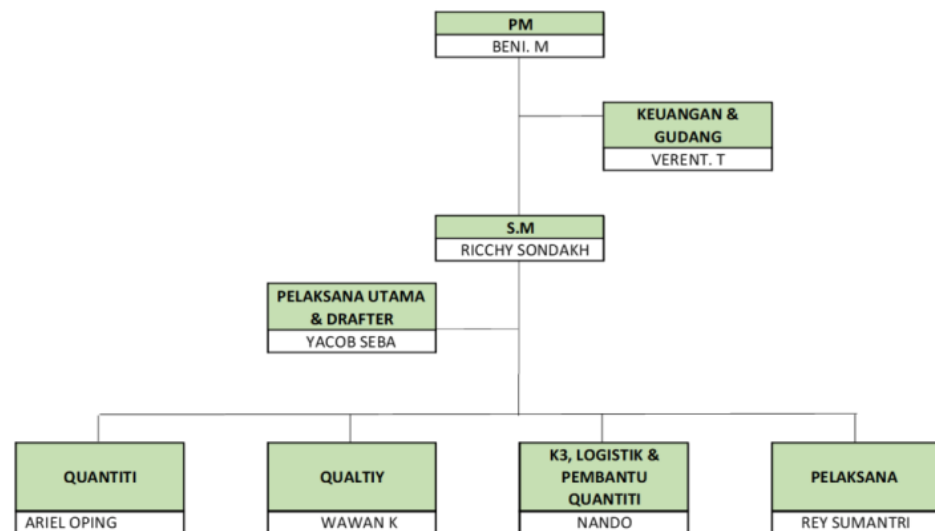 PM
BENI. M
KEUANGAN &
GUDANG
VERENT. T
S.M
RICCHY SONDAKH
PELAKSANA UTAMA
& DRAFTER
YACOB SEBA
QUANTITI
ARIEL OPING
QUALTIY
WAWAN K
K3, LOGISTIK &
PEMBANTU
QUANTITI
NANDO
PELAKSANA
REY SUMANTRI